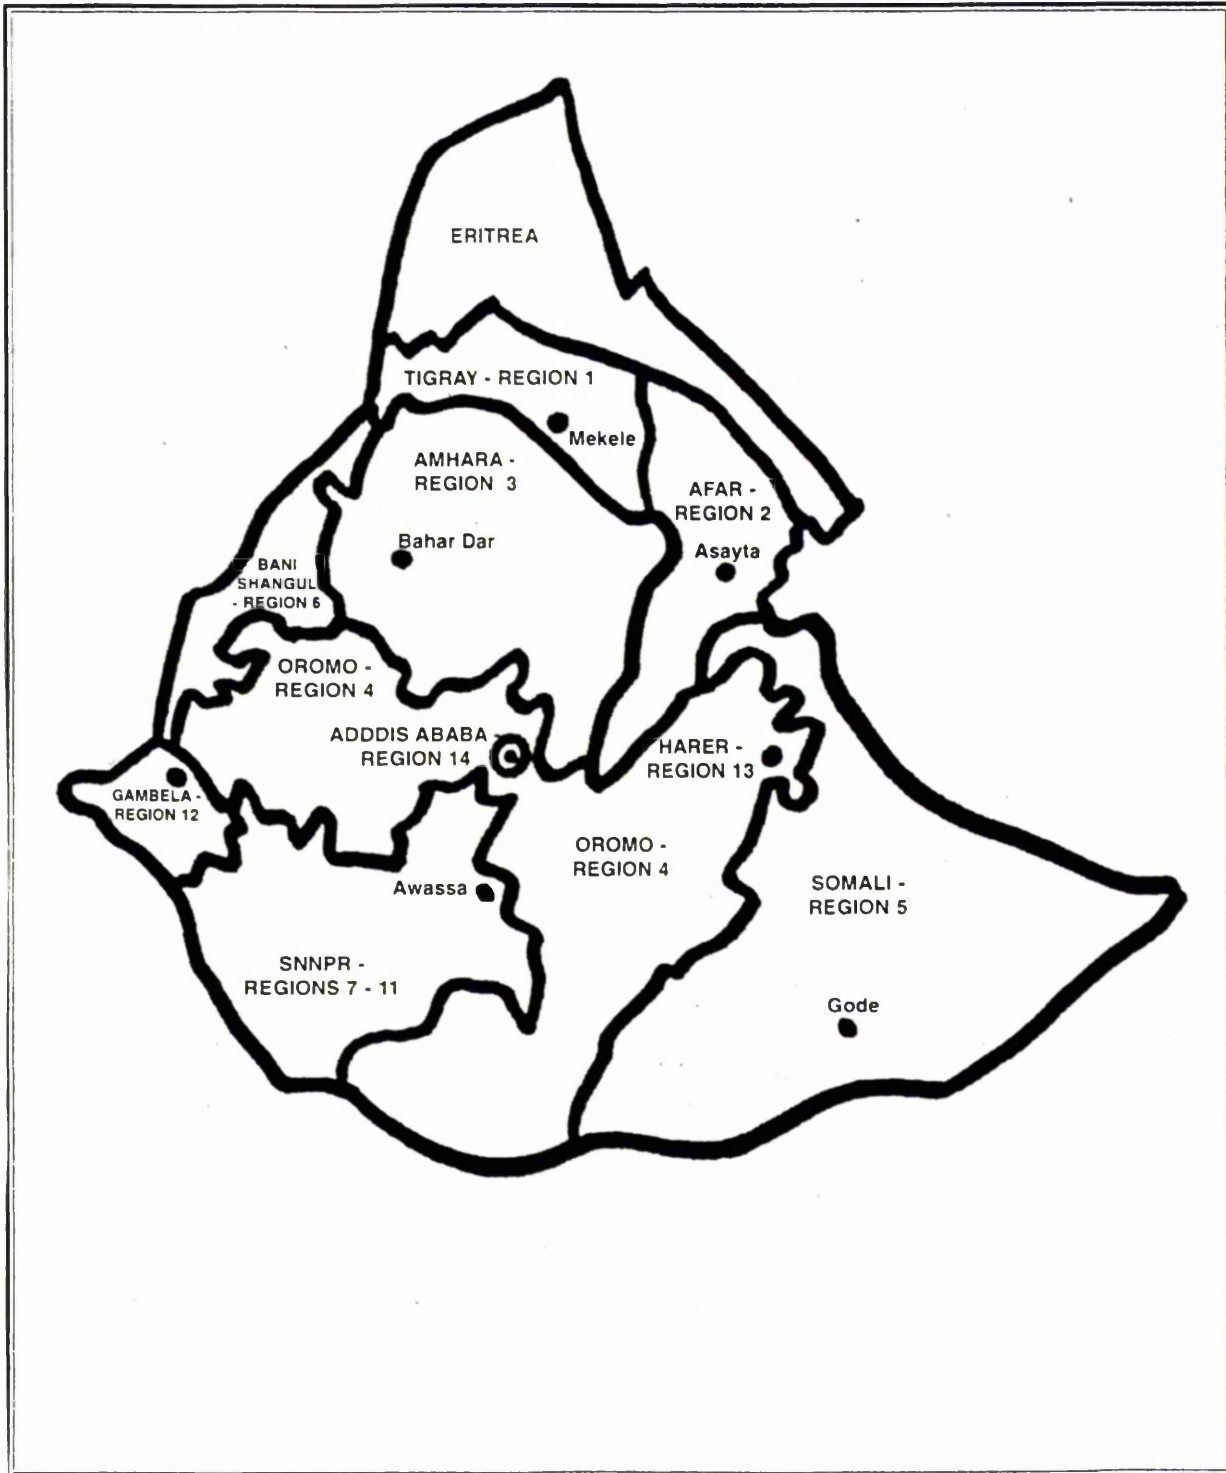 ERITREA
TIGRAY - REGION 1
Mekele
AMHARA -
REGION 3
AFAR -
REGION 2
Bahar Dar
Asayta
BANI
SHANGUL
- REGION 6
OROMO -
REGION 4
ADDDIS ABABA -
REGION 14
HARER -
REGION 13
GAMBELA -
REGION 12
OROMO -
REGION 4
Awassa
SOMALI -
REGION 5
SNNPR -
REGIONS 7 - 11
Gode